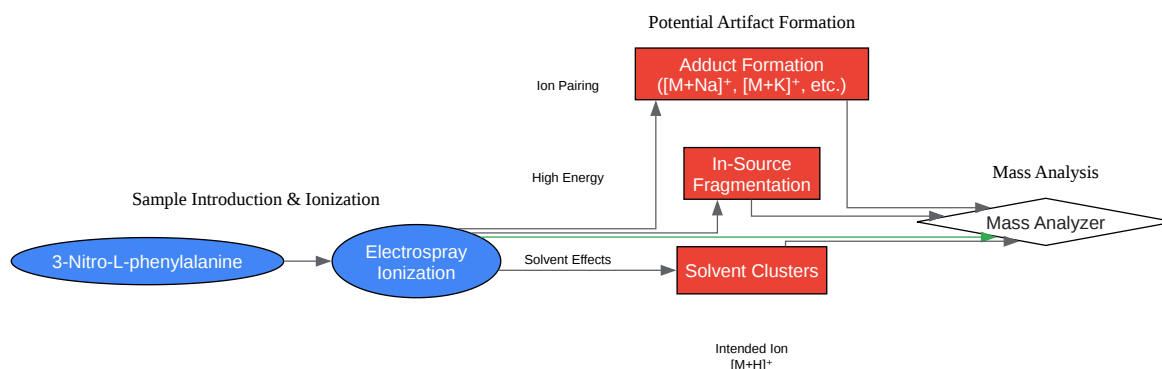 Potential Artifact Formation
Adduct Formation
([M+Na]⁺, [M+K]⁺, etc.)
Ion Pairing
In-Source
Fragmentation
High Energy
Mass Analysis
Sample Introduction & Ionization
Mass Analyzer
Electrospray
Ionization
3-Nitro-L-phenylalanine
Solvent Effects
Solvent Clusters
Intended Ion
[M+H]⁺